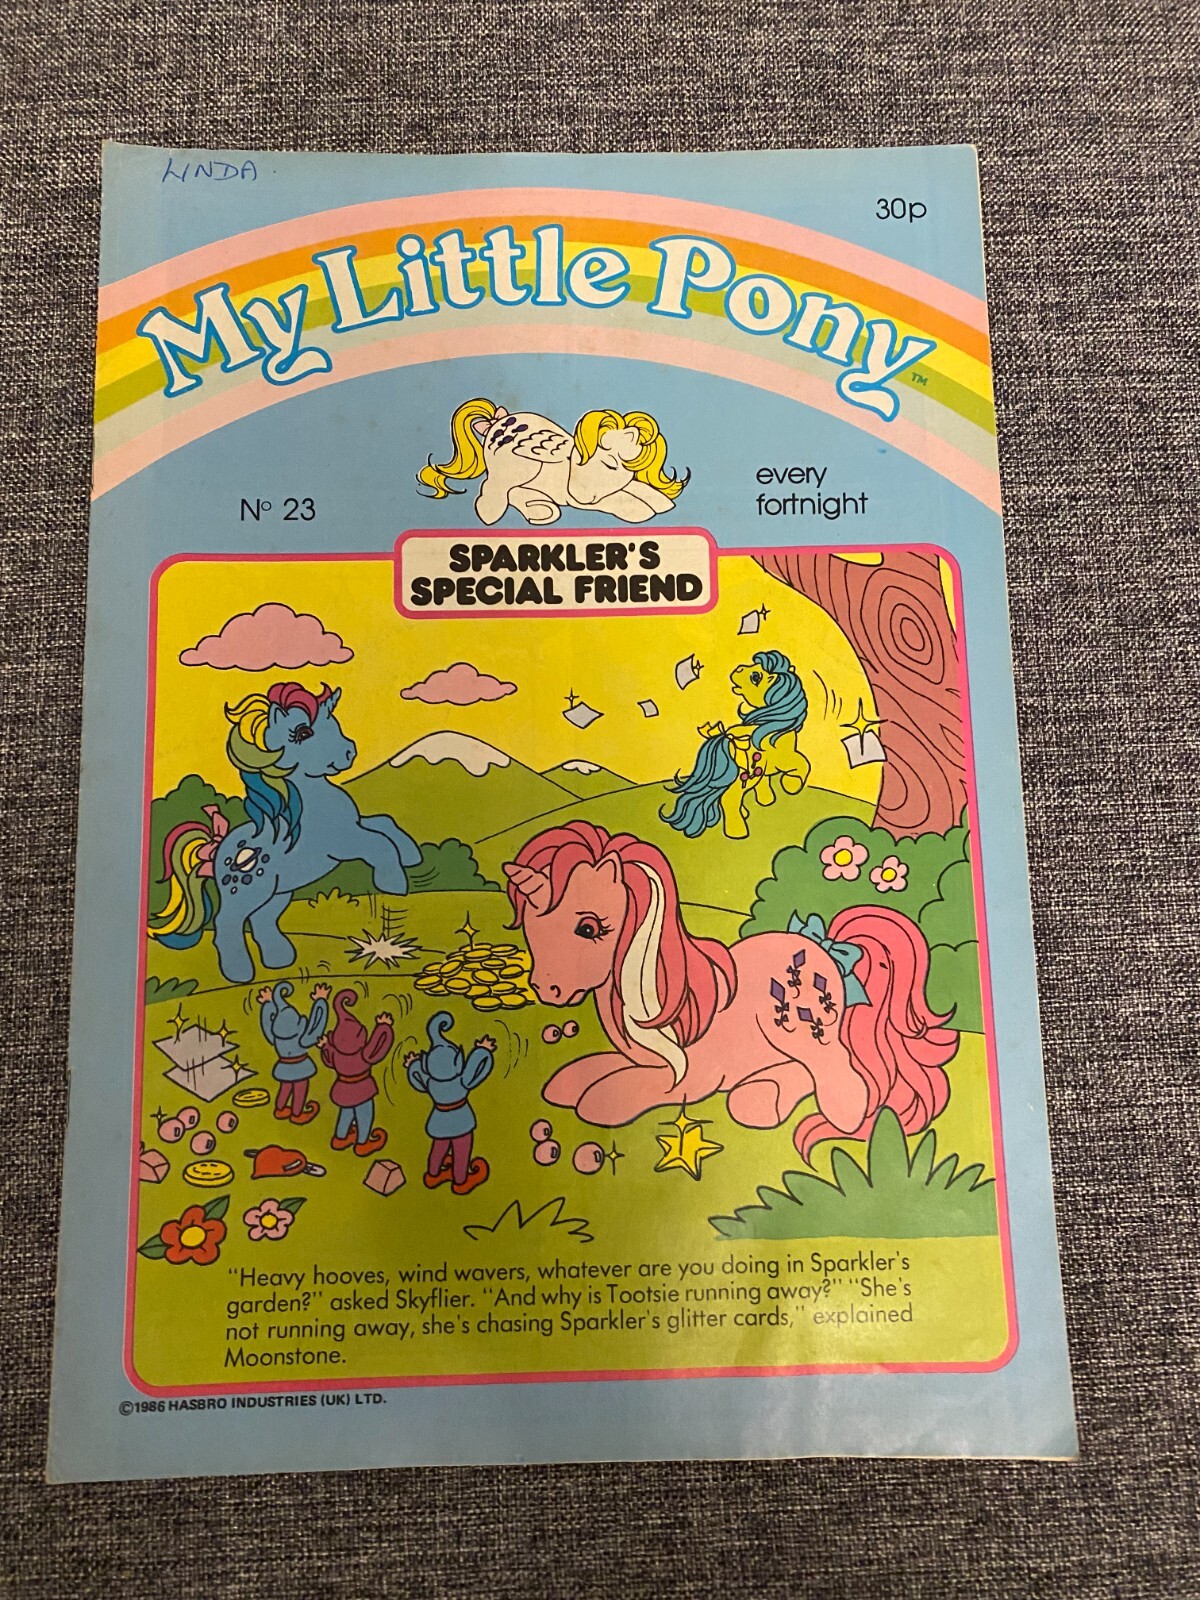 LINDA
30p
My Little Pony™
Nº 23
every
fortnight
SPARKLER'S
SPECIAL FRIEND
"Heavy hooves, wind wavers, whatever are you doing in Sparkler's
garden?" asked Skyflier. "And why is Tootsie running away?" "She's
not running away, she's chasing Sparkler's glitter cards," explained
Moonstone.
©1986 HASBRO INDUSTRIES (UK) LTD.